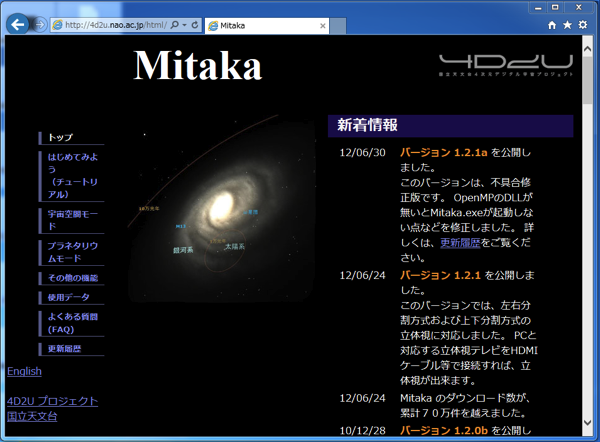 http://4d2u.nao.ac.jp/html/
Mitaka
Mitaka
4D2U
国立天文台4次元デジタル宇宙プロジェクト
トップ
はじめてみよ
う
(チュートリ
アル)
宇宙空間モー
ド
プラネタリウ
ムモード
その他の機能
使用データ
よくある質問
(FAQ)
更新履歴
English
4D2U プロジェクト
国立天文台
10万光年
M13
銀河系
太陽系
新着情報
12/06/30 バージョン 1.2.1a を公開し
ました。
このバージョンは、不具合修
正版です。 OpenMPのDLLが
無いとMitaka.exeが起動しな
い点などを修正しました。 詳
しくは、更新履歴をご覧くだ
さい。
12/06/24 バージョン 1.2.1 を公開しま
した。
このバージョンでは、左右分
割方式および上下分割方式の
立体視に対応しました。 PCと
対応する立体視テレビをHDMI
ケーブル等で接続すれば、立
体視が出来ます。
12/06/24 Mitaka のダウンロード数が、
累計７０万件を越えました。
10/12/28 バージョン 1.2.0b を公開し